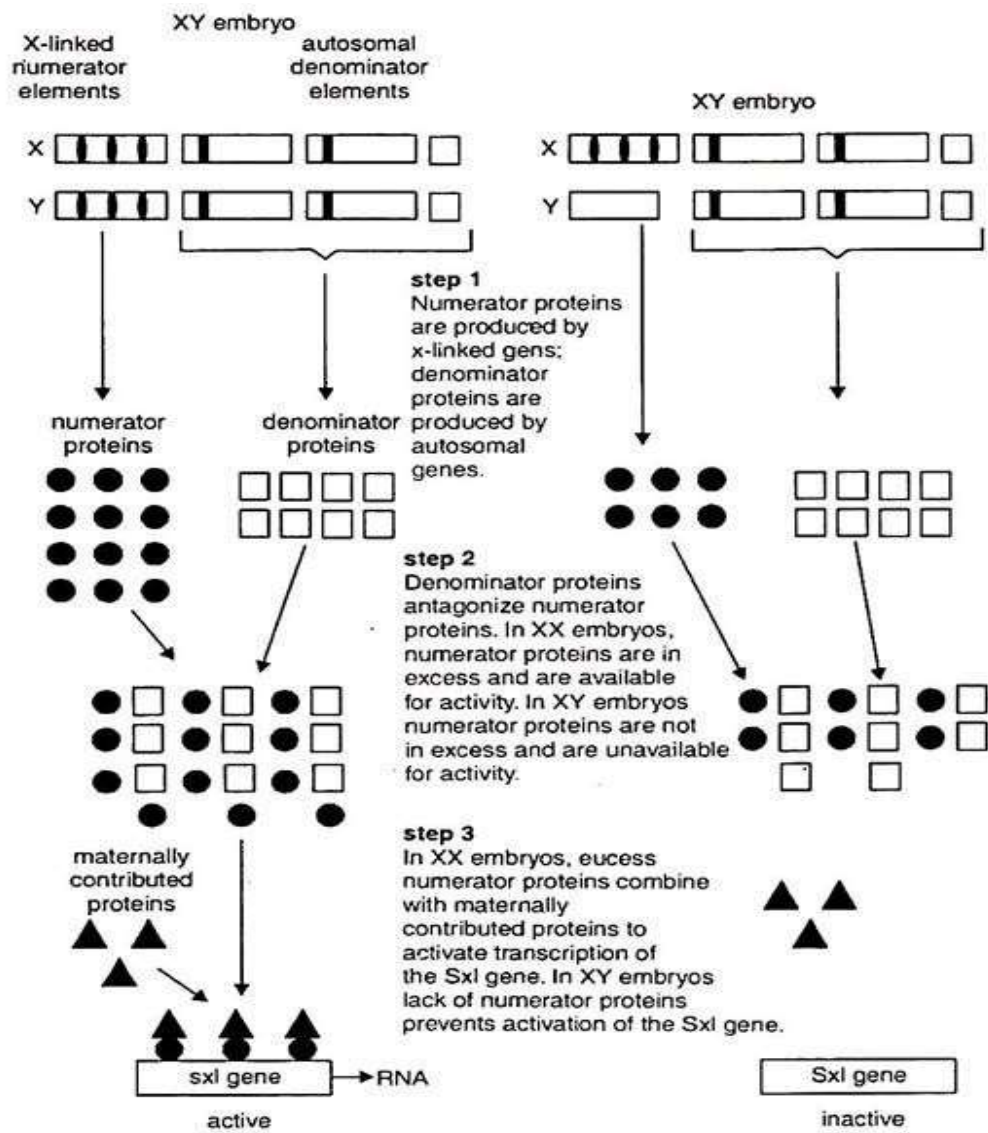 XY embryo
X-linked
numerator
elements
autosomal
denominator
elements
X
Y
XY embryo
X
Y
step 1
Numerator proteins
are produced by
x-linked gens;
denominator
proteins are
produced by
autosomal
genes.
numerator
proteins
denominator
proteins
step 2
Denominator proteins
antagonize numerator
proteins. In XX embryos,
numerator proteins are in
excess and are available
for activity. In XY embryos
numerator proteins are not
in excess and are unavailable
for activity.
step 3
In XX embryos, eucess
numerator proteins combine
with maternally
contributed proteins to
activate transcription of
the Sxl gene. In XY embryos
lack of numerator proteins
prevents activation of the Sxl gene.
maternally
contributed
proteins
sxl gene
RNA
active
Sxl gene
inactive